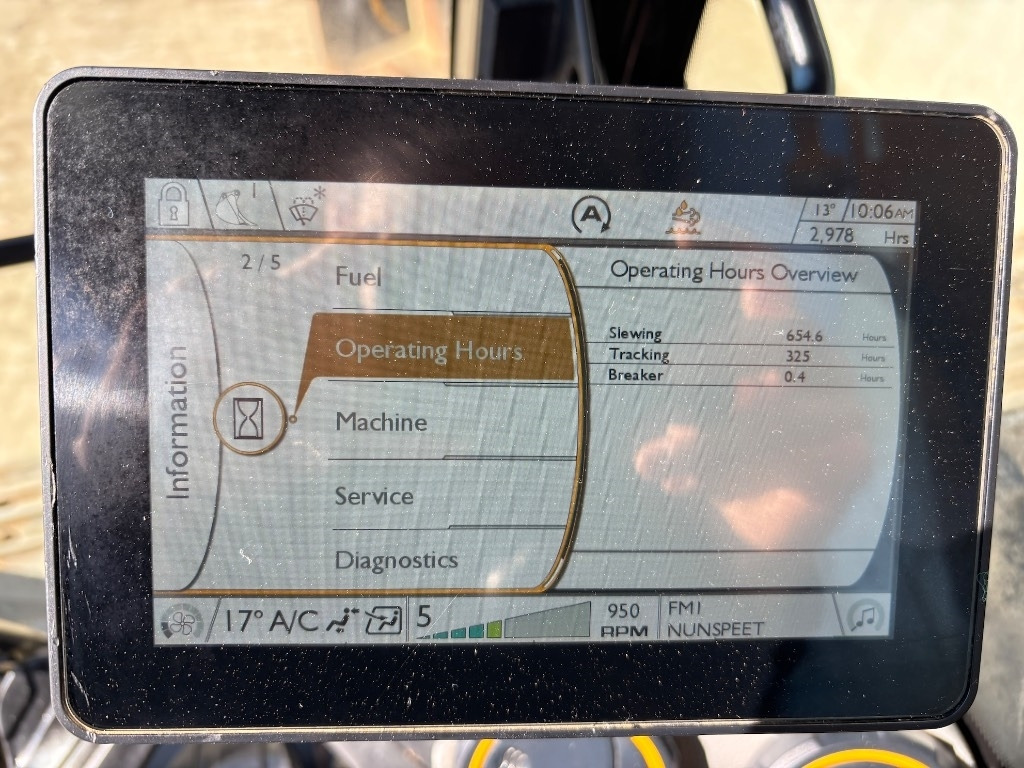 13° 10:06AM
2,978 Hrs
A
2 / 5
Information
Fuel
Operating Hours
Machine
Service
Diagnostics
Operating Hours Overview
Slewing 654.6 Hours
Tracking 325 Hours
Breaker 0.4 Hours
17° A/C
5
950
RPM
FM1
NUNSPEET